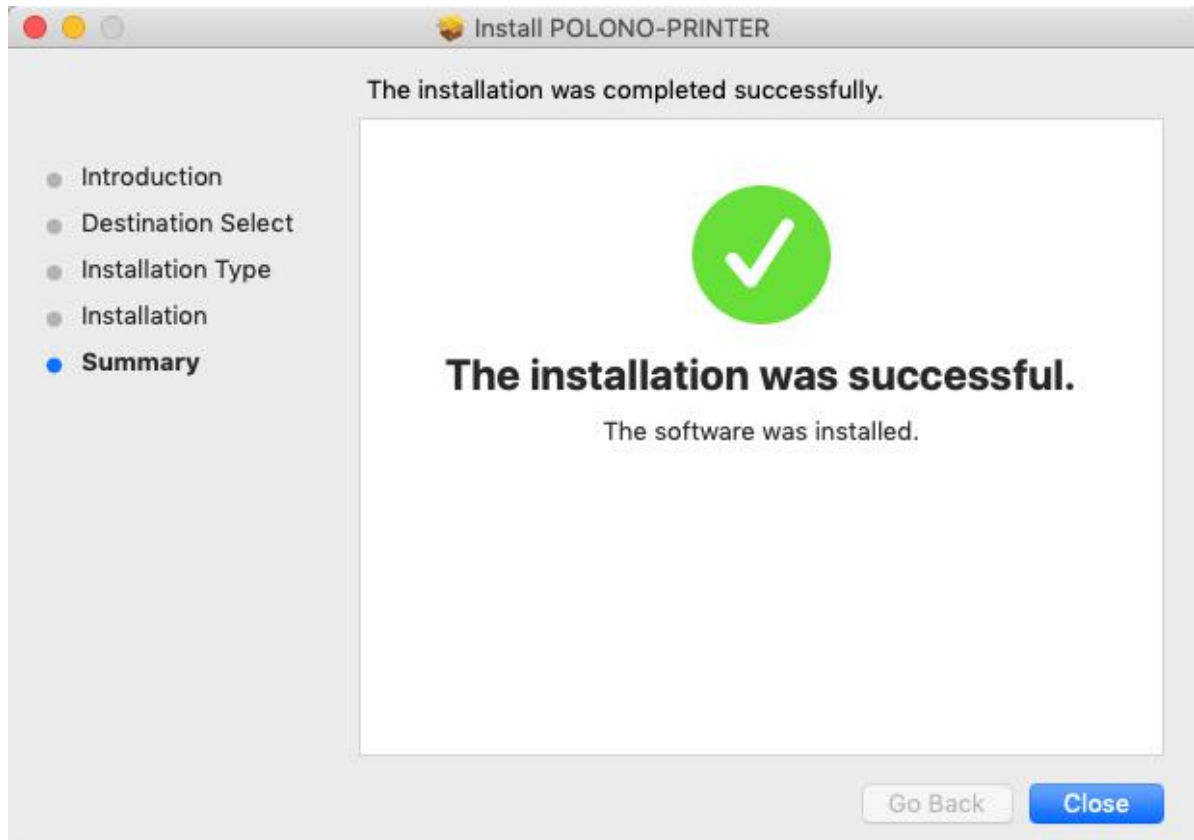 Install POLONO-PRINTER
The installation was completed successfully.
Introduction
Destination Select
Installation Type
Installation
Summary
The installation was successful.
The software was installed.
Go Back
Close